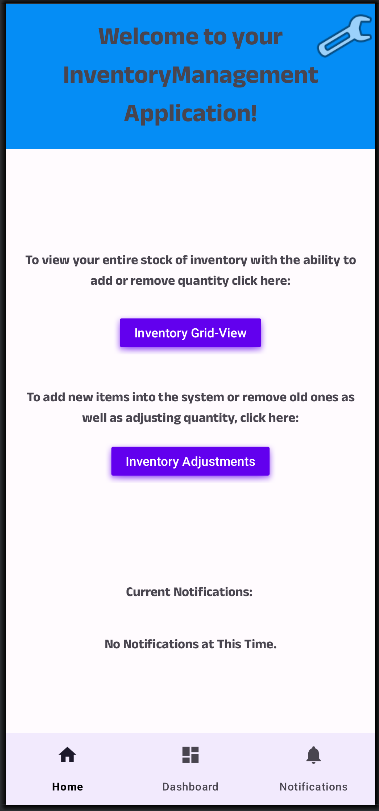 Welcome to your
InventoryManagement
Application!
To view your entire stock of inventory with the ability to
add or remove quantity click here:
Inventory Grid-View
To add new items into the system or remove old ones as
well as adjusting quantity, click here:
Inventory Adjustments
Current Notifications:
No Notifications at This Time.
Home Dashboard Notifications